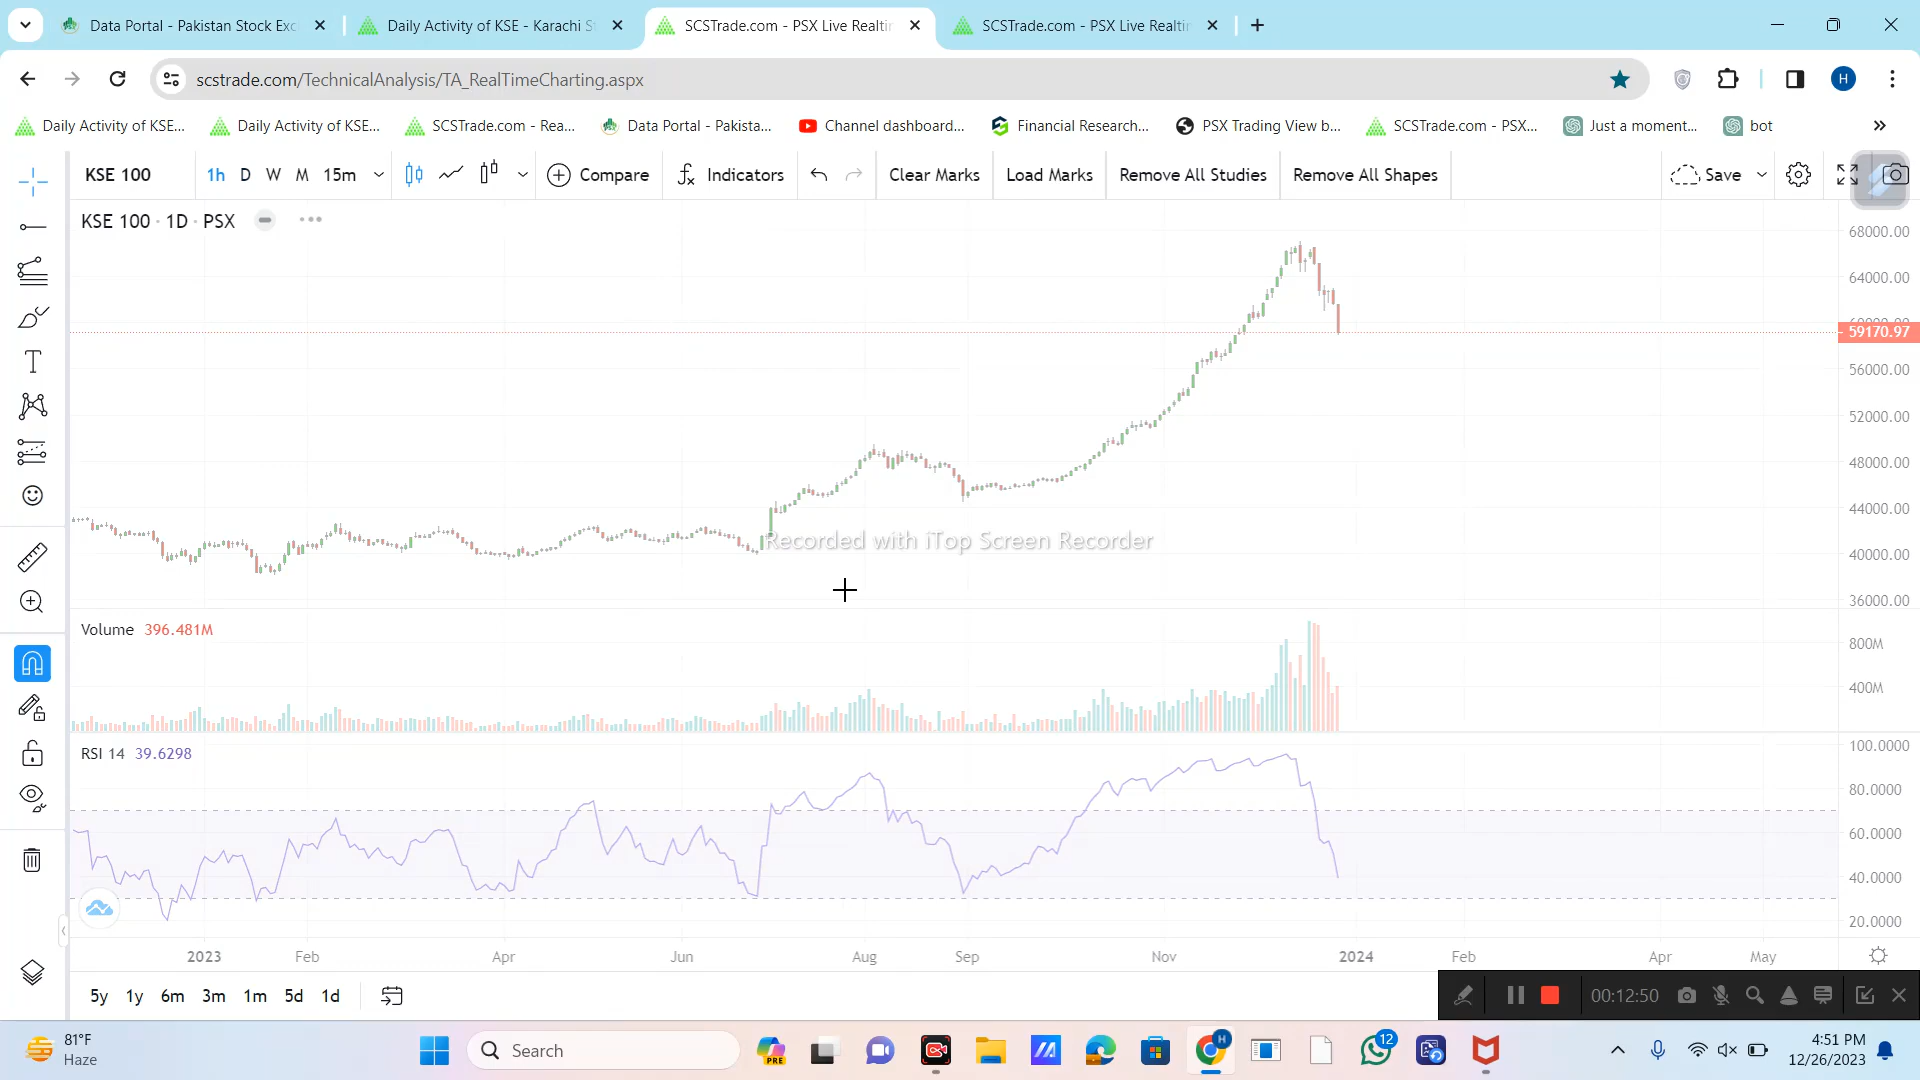 Data Portal - Pakistan Stock Exc
Daily Activity of KSE - Karachi S
SCSTrade.com - PSX Live Realtin
SCSTrade.com - PSX Live Realtin
scstrade.com/TechnicalAnalysis/TA_RealTimeCharting.aspx
H
Daily Activity of KSE...
Daily Activity of KSE...
SCSTrade.com - Rea...
Data Portal - Pakista...
Channel dashboard...
Financial Research...
PSX Trading View b...
SCSTrade.com - PSX...
Just a moment...
bot
KSE 100
1h D W M 15m
Compare
Indicators
Clear Marks
Load Marks
Remove All Studies
Remove All Shapes
Save
KSE 100 · 1D · PSX
68000.00
64000.00
59170.97
56000.00
52000.00
48000.00
44000.00
40000.00
36000.00
Recorded with iTop Screen Recorder
Volume 396.481M
800M
400M
RSI 14 39.6298
100.0000
80.0000
60.0000
40.0000
20.0000
2023 Feb Apr Jun Aug Sep Nov 2024 Feb Apr May
5y 1y 6m 3m 1m 5d 1d
00:12:50
81°F
Haze
Search
PRE
H
12
4:51 PM
12/26/2023